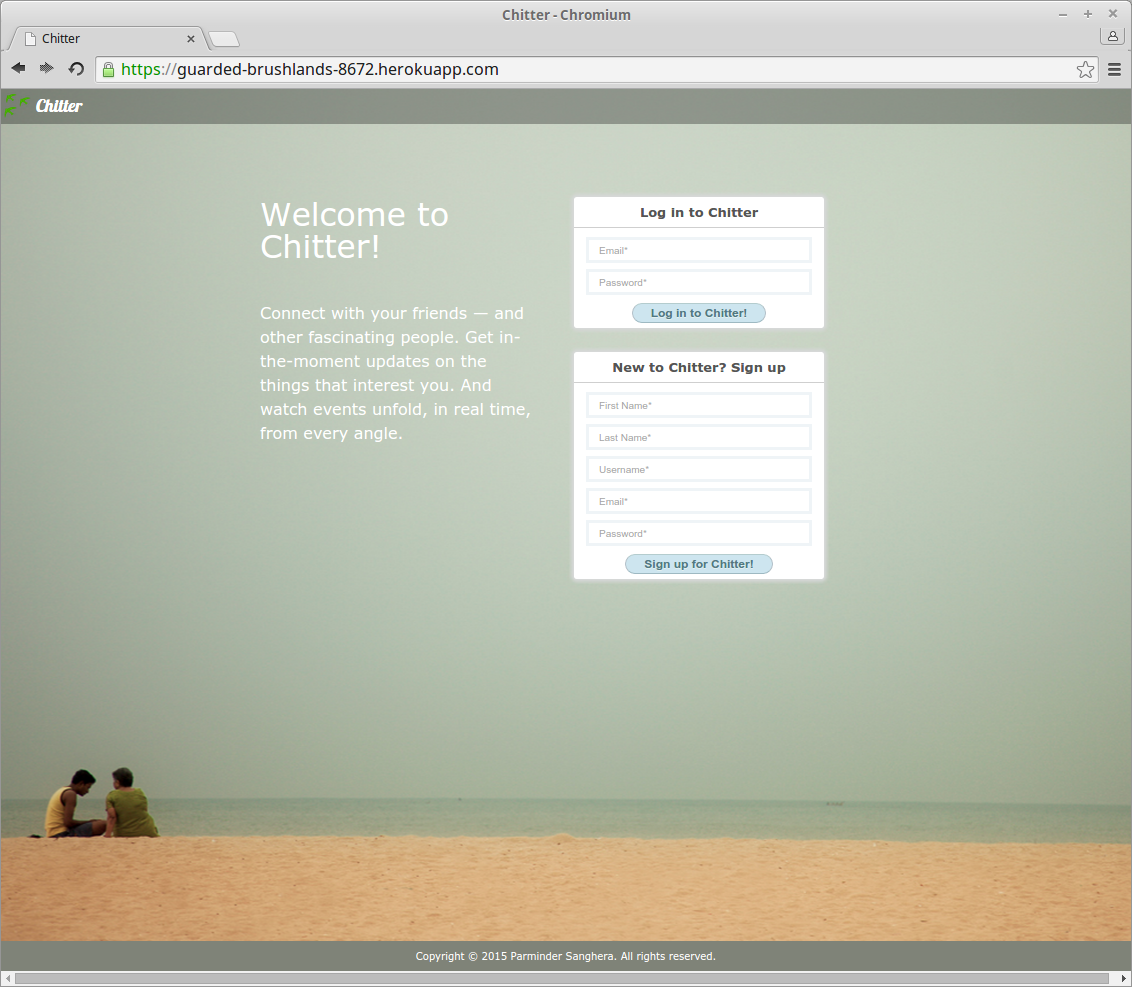 Chitter - Chromium
Chitter
https://guarded-brushlands-8672.herokuapp.com
Chitter
Welcome to
Chitter!
Connect with your friends — and
other fascinating people. Get in-
the-moment updates on the
things that interest you. And
watch events unfold, in real time,
from every angle.
Log in to Chitter
Email*
Password*
Log in to Chitter!
New to Chitter? Sign up
First Name*
Last Name*
Username*
Email*
Password*
Sign up for Chitter!
Copyright © 2015 Parminder Sanghera. All rights reserved.